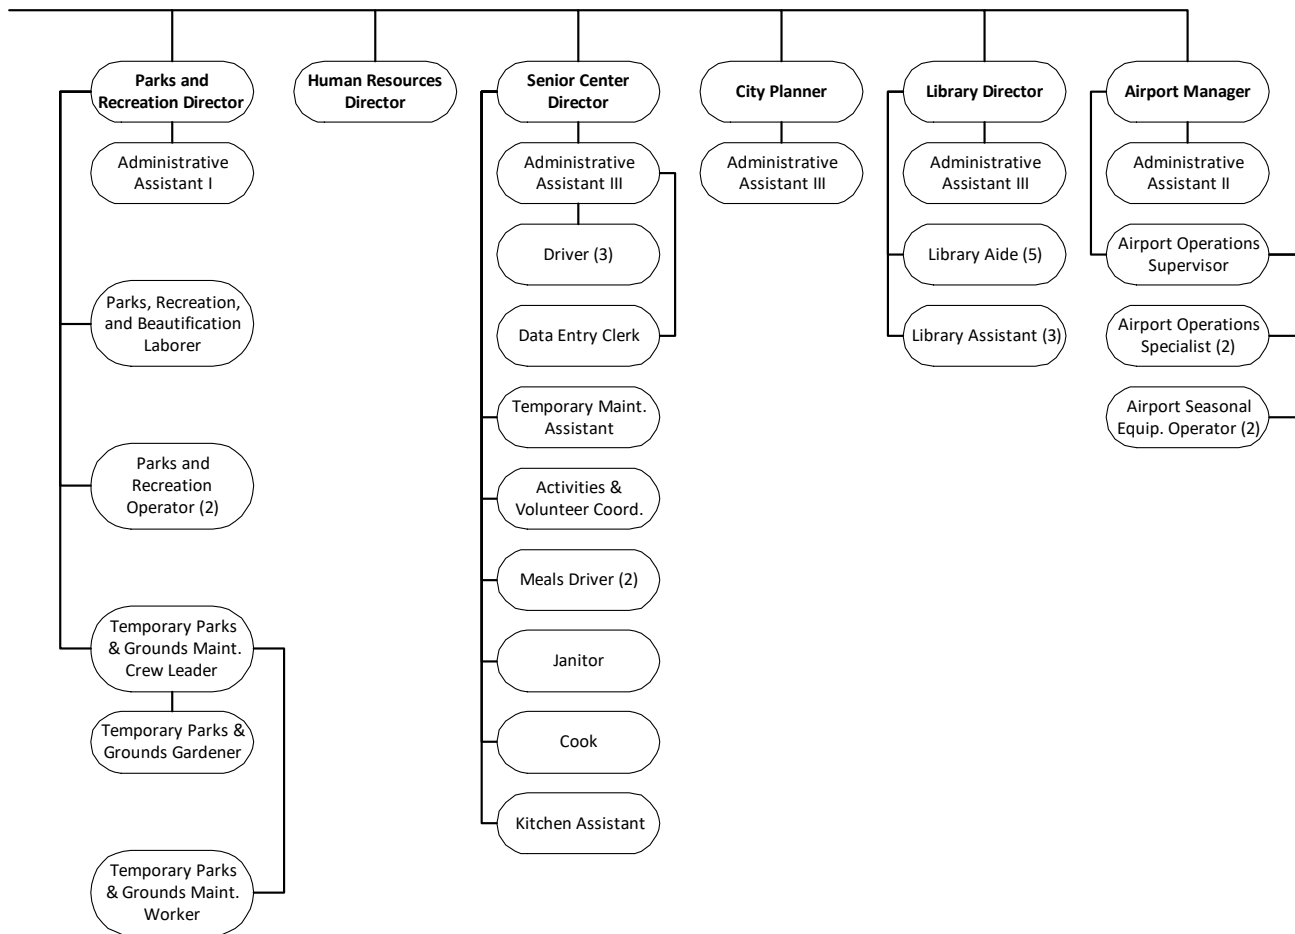 Parks and
Recreation Director
Administrative
Assistant I
Parks, Recreation,
and Beautification
Laborer
Parks and
Recreation
Operator (2)
Temporary Parks
& Grounds Maint.
Crew Leader
Temporary Parks &
Grounds Gardener
Temporary Parks
& Grounds Maint.
Worker
Human Resources
Director
Senior Center
Director
Administrative
Assistant III
Driver (3)
Data Entry Clerk
Temporary Maint.
Assistant
Activities &
Volunteer Coord.
Meals Driver (2)
Janitor
Cook
Kitchen Assistant
City Planner
Administrative
Assistant III
Library Director
Administrative
Assistant III
Library Aide (5)
Library Assistant (3)
Airport Manager
Administrative
Assistant II
Airport Operations
Supervisor
Airport Operations
Specialist (2)
Airport Seasonal
Equip. Operator (2)